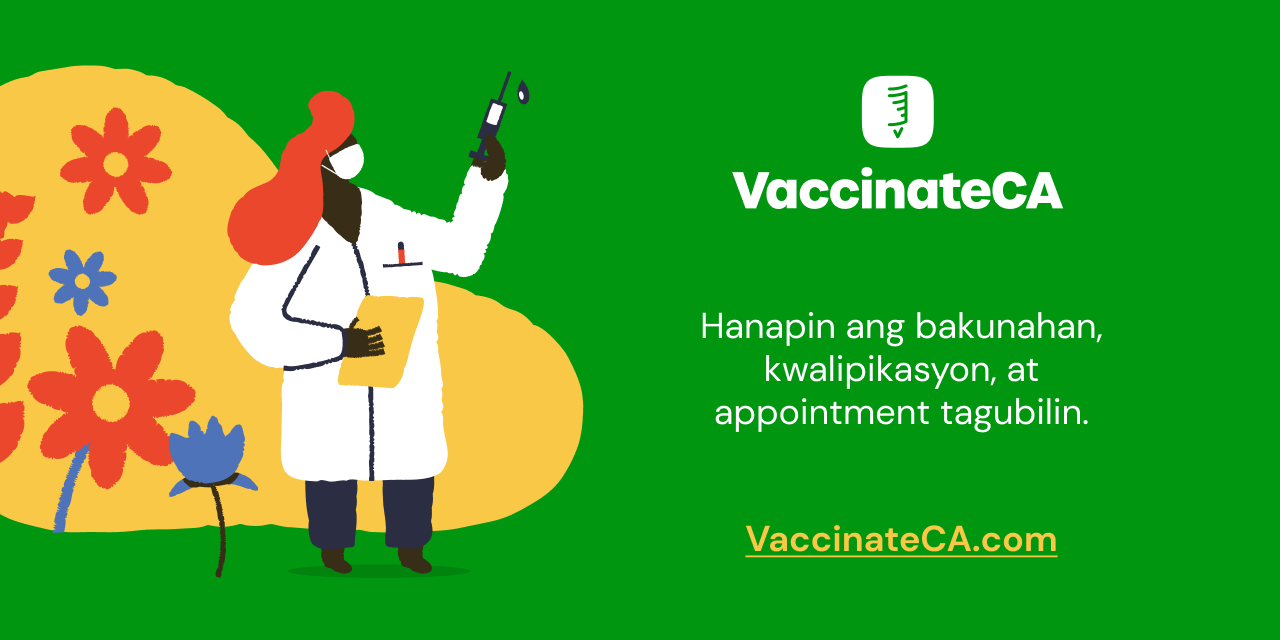 VaccinateCA
Hanapin ang bakunahan,
kwalipikasyon, at
appointment tagubilin.
VaccinateCA.com